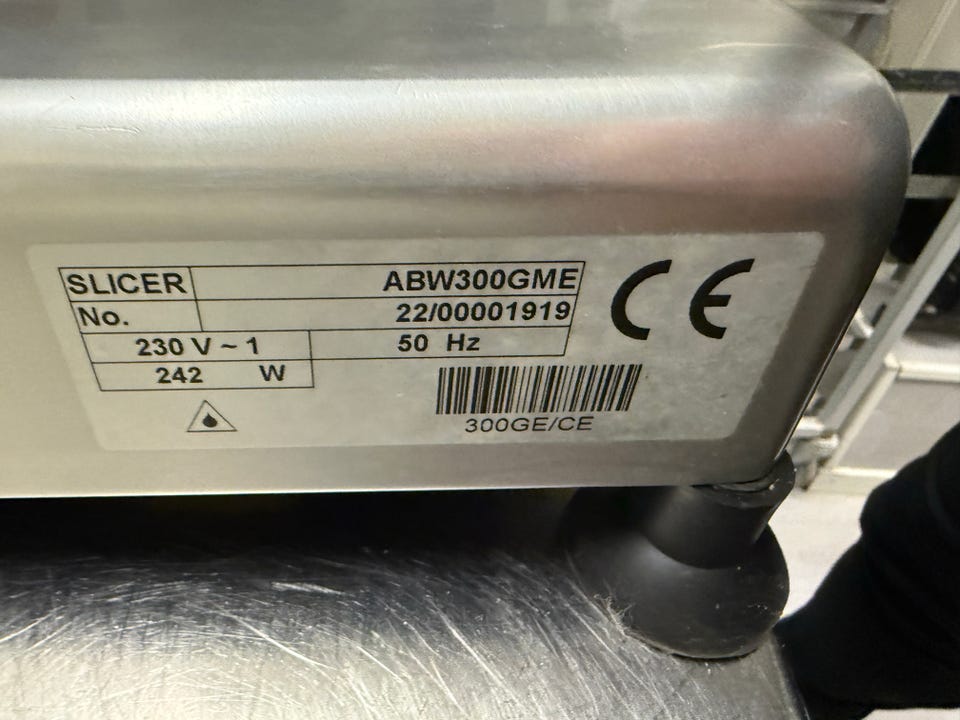 SLICER ABW300GME
No. 22/00001919
230 V ~ 1 50 Hz
242 W
CE
300GE/CE